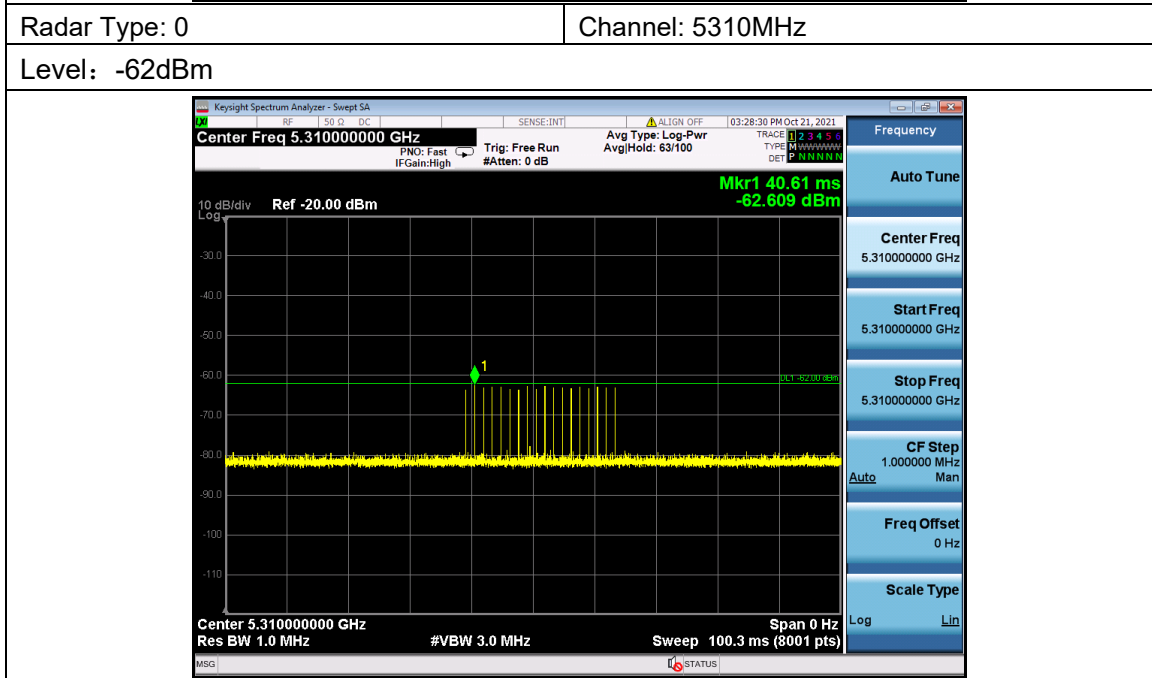 Radar Type: 0 Channel: 5310MHz
Level：-62dBm
Keysight Spectrum Analyzer - Swept SA
LXI RF 50 Ω DC SENSE:INT ALIGN OFF 03:28:30 PM Oct 21, 2021
Center Freq 5.310000000 GHz
PNO: Fast
IFGain:High
Trig: Free Run
#Atten: 0 dB
Avg Type: Log-Pwr
Avg|Hold: 63/100
TRACE 1 2 3 4 5 6
TYPE M WWWWW
DET P N N N N N
Mkr1 40.61 ms
-62.609 dBm
10 dB/div Ref -20.00 dBm
Log
-30.0
-40.0
-50.0
1
-60.0
DL1 -62.00 dBm
-70.0
-80.0
-90.0
-100
-110
Center 5.310000000 GHz Span 0 Hz
Res BW 1.0 MHz #VBW 3.0 MHz Sweep 100.3 ms (8001 pts)
MSG STATUS
Frequency
Auto Tune
Center Freq
5.310000000 GHz
Start Freq
5.310000000 GHz
Stop Freq
5.310000000 GHz
CF Step
1.000000 MHz
Auto Man
Freq Offset
0 Hz
Scale Type
Log Lin